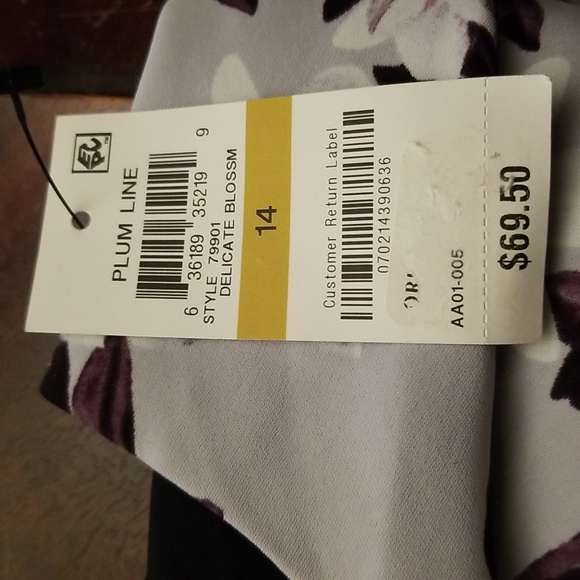 EPC
PLUM LINE
6 36189 35219 9
STYLE 79901
DELICATE BLOSSM
14
Customer Return Label
070214390636
AA01-005
$69.50